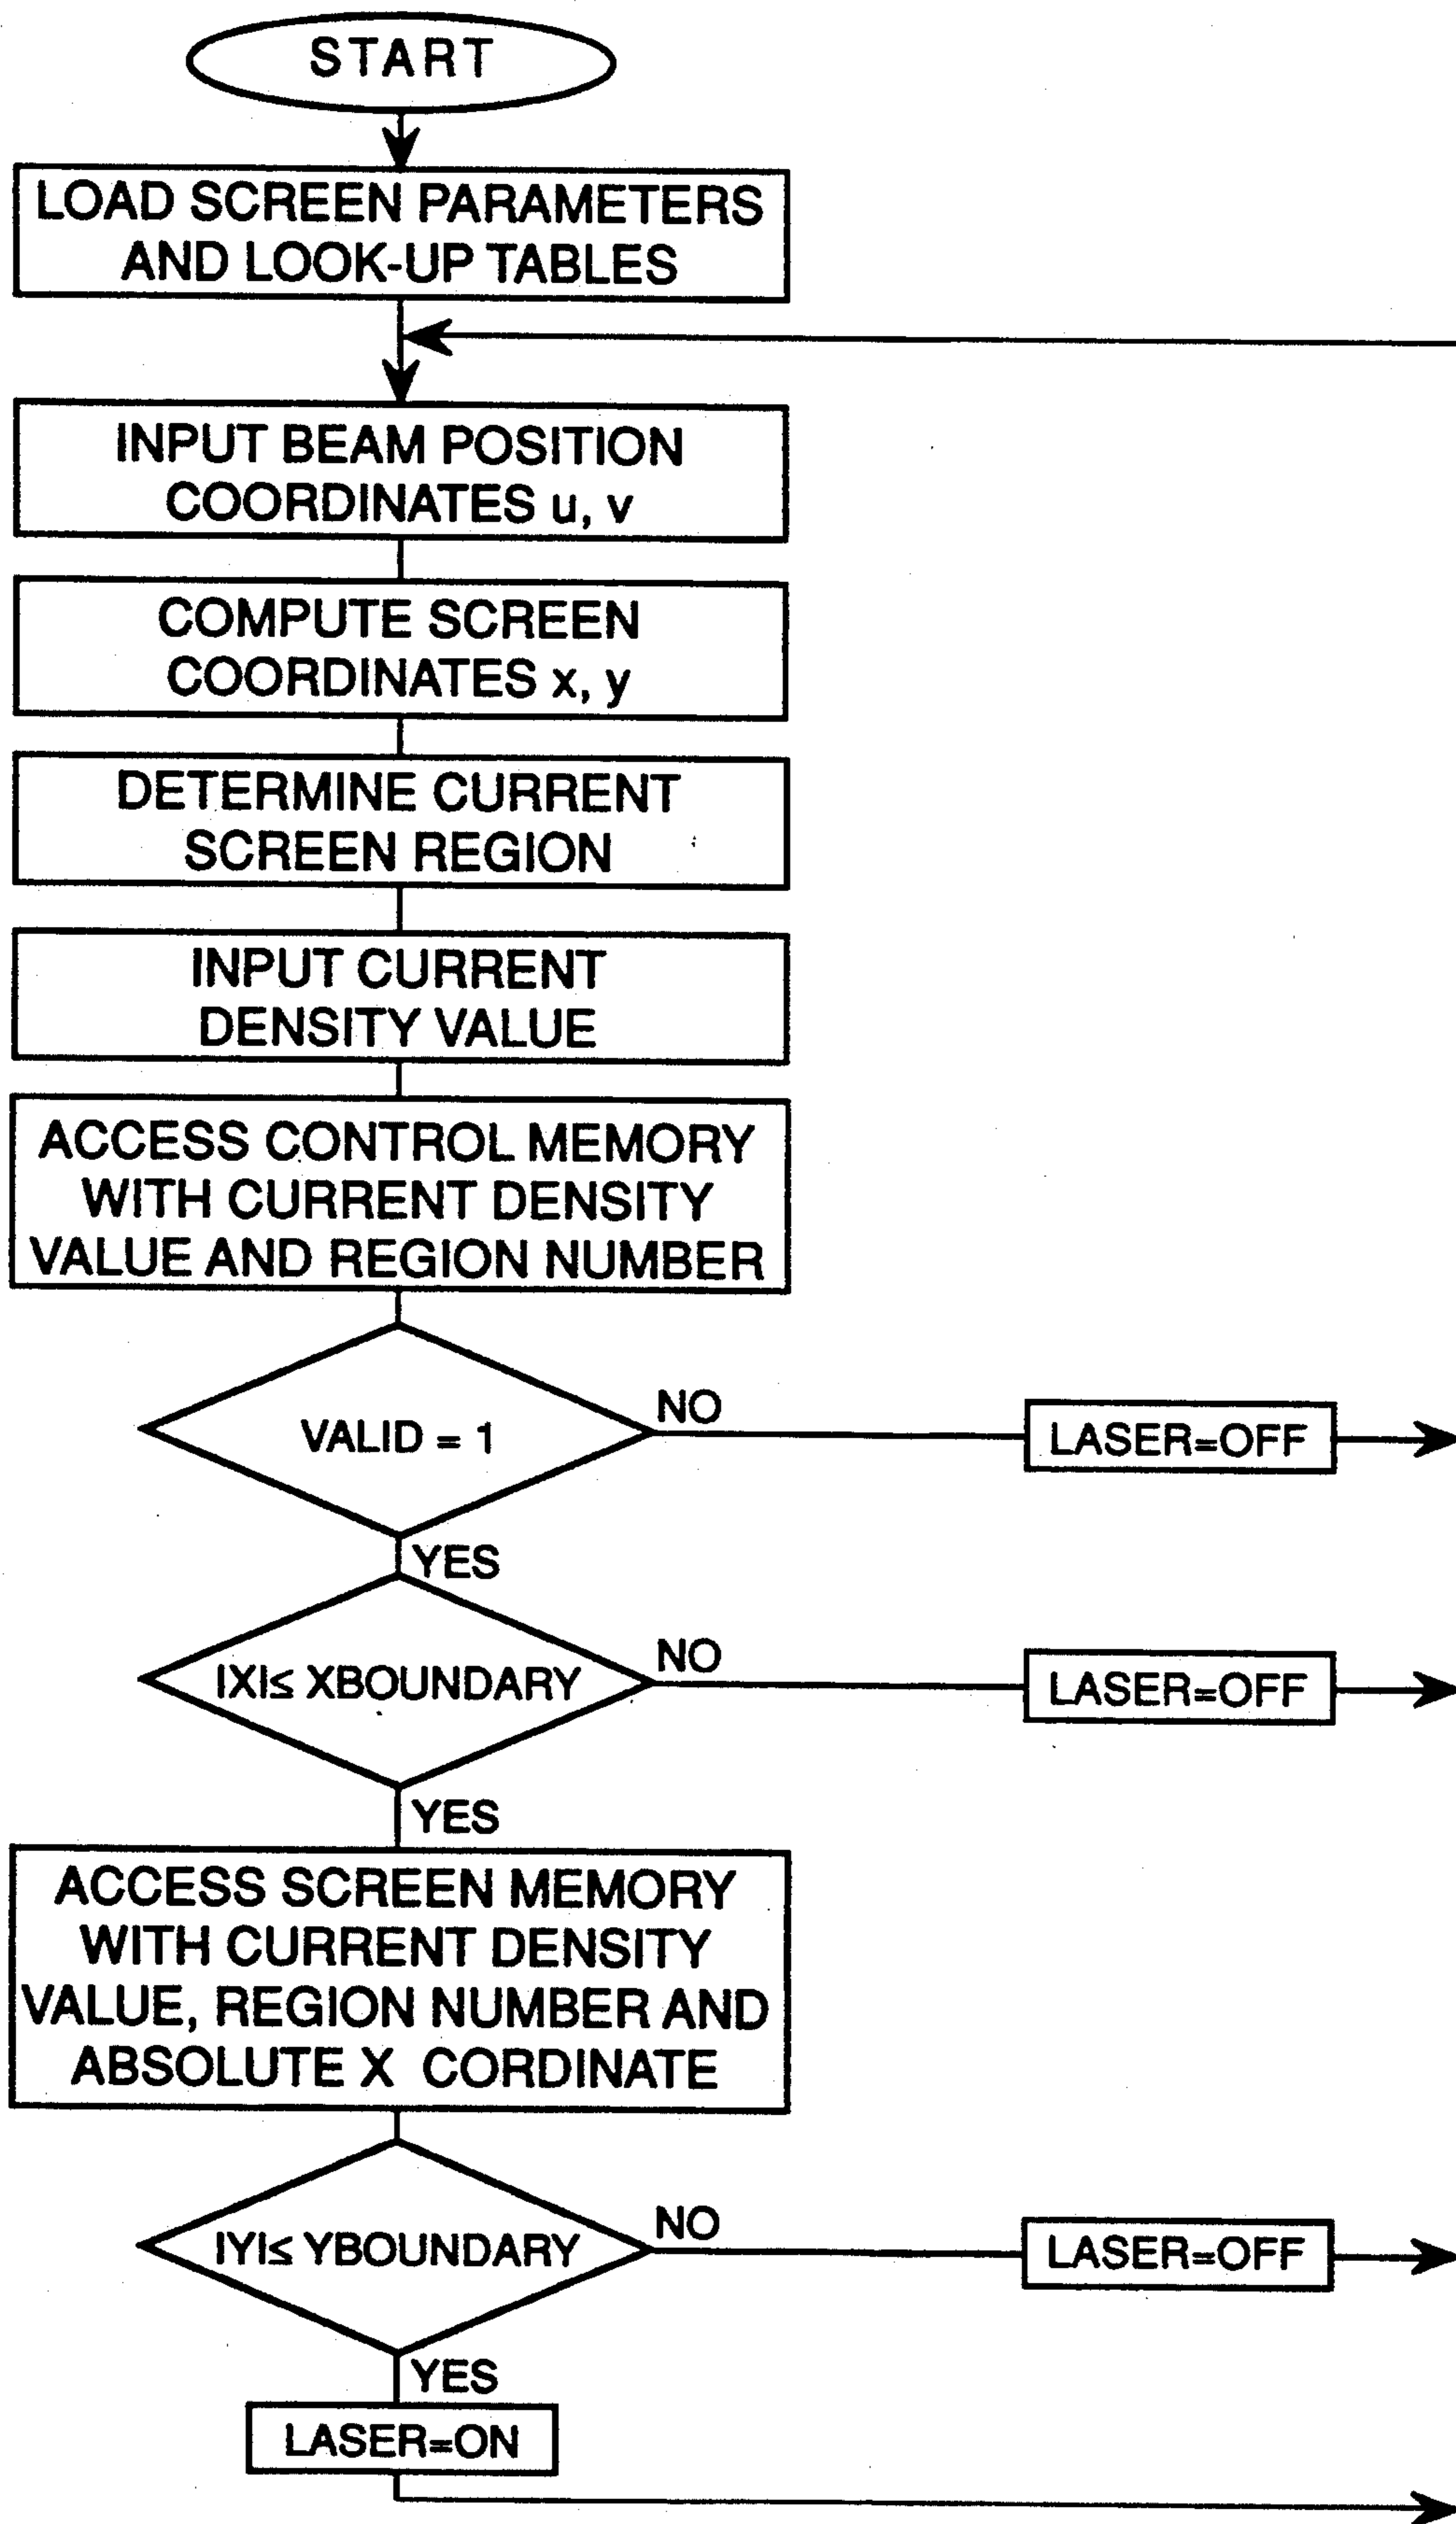 START
LOAD SCREEN PARAMETERS
AND LOOK-UP TABLES
INPUT BEAM POSITION
COORDINATES u, v
COMPUTE SCREEN
COORDINATES x, y
DETERMINE CURRENT
SCREEN REGION
INPUT CURRENT
DENSITY VALUE
ACCESS CONTROL MEMORY
WITH CURRENT DENSITY
VALUE AND REGION NUMBER
VALID = 1
NO
LASER=OFF
YES
|X|≤ XBOUNDARY
NO
LASER=OFF
YES
ACCESS SCREEN MEMORY
WITH CURRENT DENSITY
VALUE, REGION NUMBER AND
ABSOLUTE X CORDINATE
|Y|≤ YBOUNDARY
NO
LASER=OFF
YES
LASER=ON